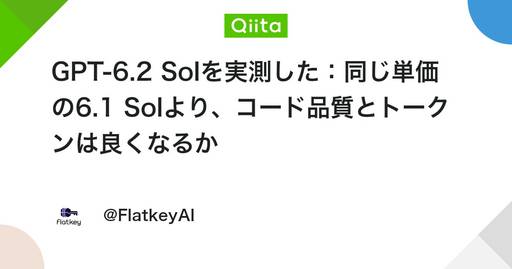 Qiita
GPT-6.2 Solを実測した：同じ単価
の6.1 Solより、コード品質とトーク
ンは良くなるか
flatkey
@FlatkeyAI